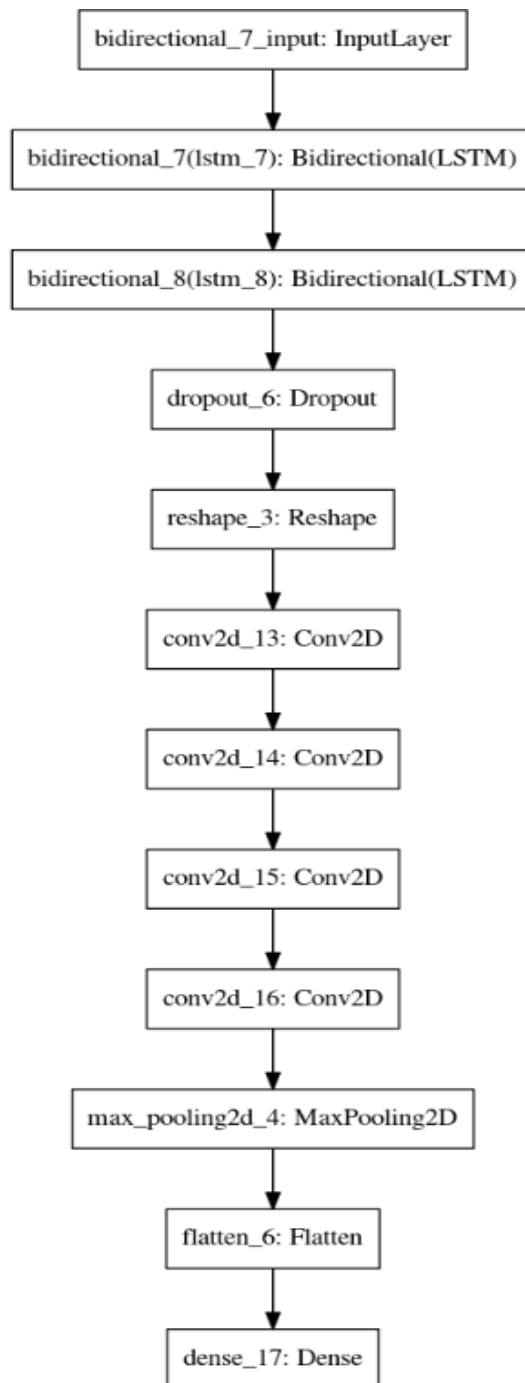 bidirectional_7_input: InputLayer
bidirectional_7(lstm_7): Bidirectional(LSTM)
bidirectional_8(lstm_8): Bidirectional(LSTM)
dropout_6: Dropout
reshape_3: Reshape
conv2d_13: Conv2D
conv2d_14: Conv2D
conv2d_15: Conv2D
conv2d_16: Conv2D
max_pooling2d_4: MaxPooling2D
flatten_6: Flatten
dense_17: Dense